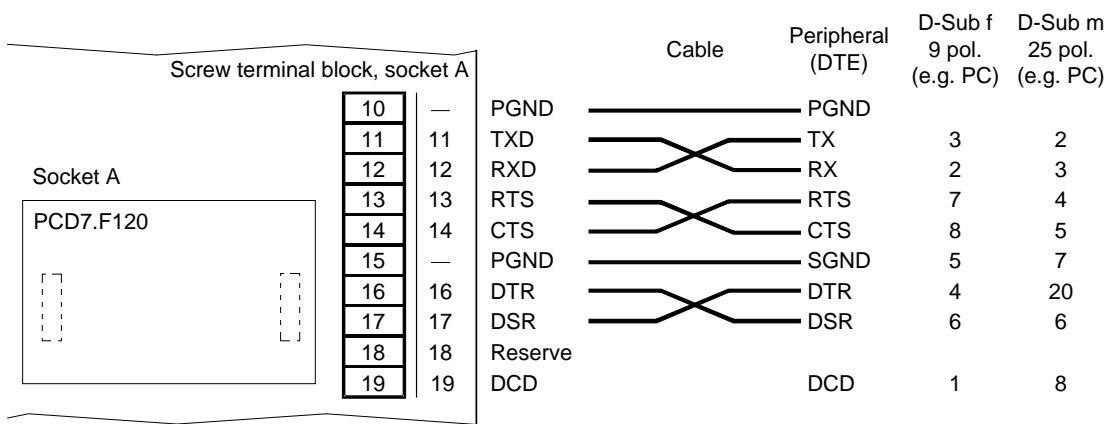 Cable Peripheral (DTE) D-Sub f 9 pol. (e.g. PC) D-Sub m 25 pol. (e.g. PC)
Screw terminal block, socket A
Socket A
PCD7.F120
10 — PGND PGND
11 11 TXD TX 3 2
12 12 RXD RX 2 3
13 13 RTS RTS 7 4
14 14 CTS CTS 8 5
15 — PGND SGND 5 7
16 16 DTR DTR 4 20
17 17 DSR DSR 6 6
18 18 Reserve
19 19 DCD DCD 1 8